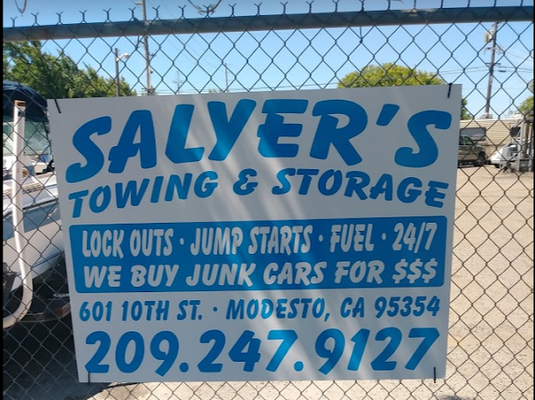 SALYER'S
TOWING & STORAGE
LOCK OUTS · JUMP STARTS · FUEL · 24/7
WE BUY JUNK CARS FOR $$$
601 10TH ST. · MODESTO, CA 95354
209.247.9127